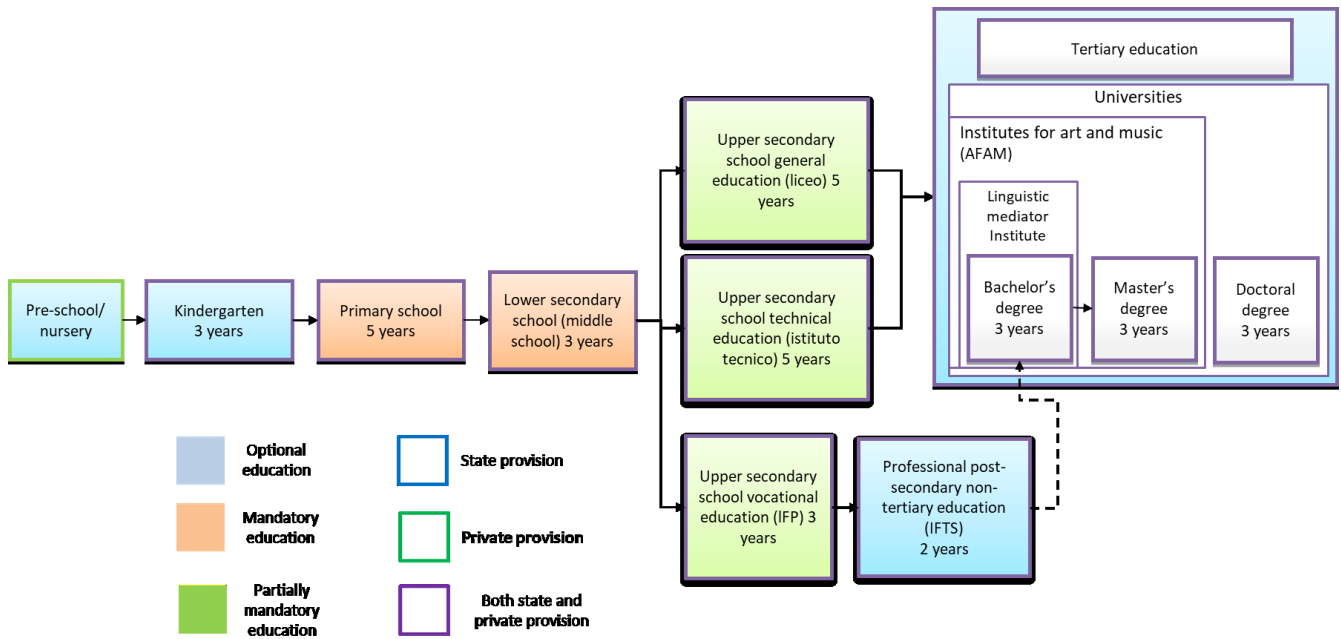 Tertiary education
Universities
Institutes for art and music
(AFAM)
Linguistic
mediator
Institute
Bachelor's
degree
3 years
Master's
degree
3 years
Doctoral
degree
3 years
Upper secondary
school general
education (liceo) 5
years
Pre-school/
nursery
Kindergarten
3 years
Primary school
5 years
Lower secondary
school (middle
school) 3 years
Upper secondary
school technical
education (istituto
tecnico) 5 years
Upper secondary
school vocational
education (IFP) 3
years
Professional post-
secondary non-
tertiary education
(IFTS)
2 years
Optional
education
State provision
Mandatory
education
Private provision
Partially
mandatory
education
Both state and
private provision